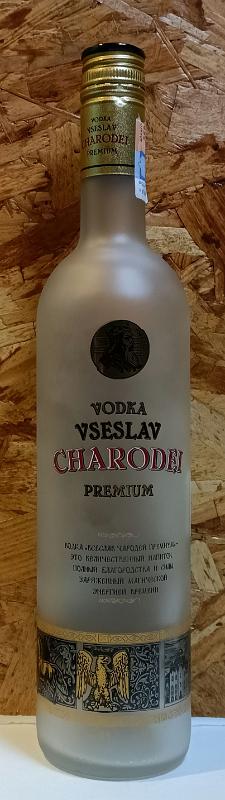 VODKA
VSESLAV
CHARODEI
PREMIUM
VODKA
VSESLAV
CHARODEI
PREMIUM
ВОДКА «ВСЕСЛАВ ЧАРОДЕЙ ПРЕМИУМ»
ЭТО КАЧЕСТВЕННЫЙ НАПИТОК
ПОЛНЫЙ БЛАГОРОДСТВА И СИЛЫ,
ЗАРЯЖЕННЫЙ МАГИЧЕСКОЙ
ЭНЕРГИЕЙ ВРЕМЕНИ